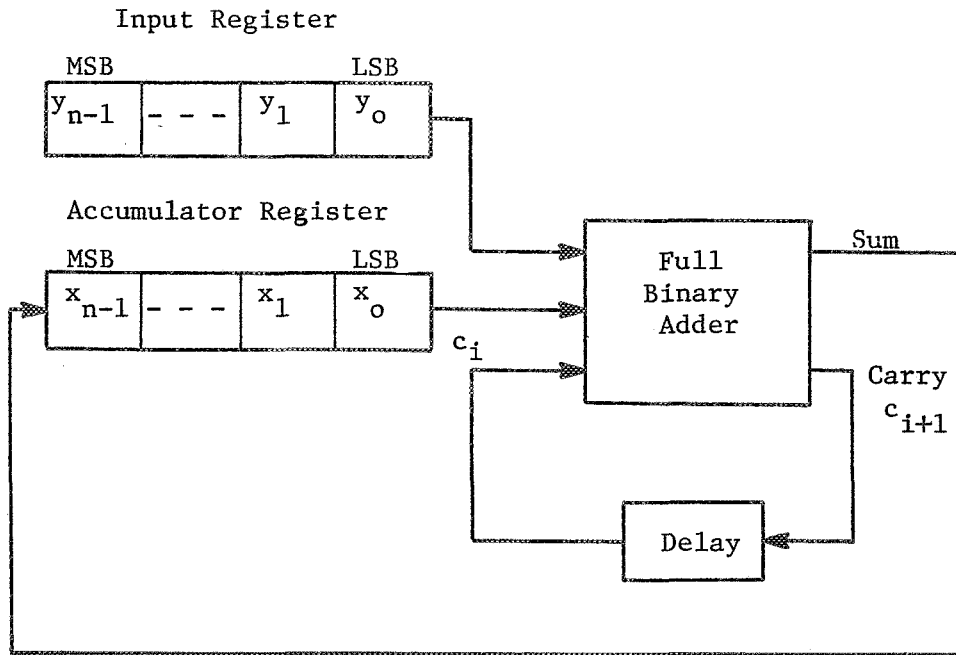 Input Register
MSB LSB
y_{n-1} - - - y_1 y_o
Accumulator Register
MSB LSB
x_{n-1} - - - x_1 x_o
c_i
Full
Binary
Adder
Sum
Carry
c_{i+1}
Delay